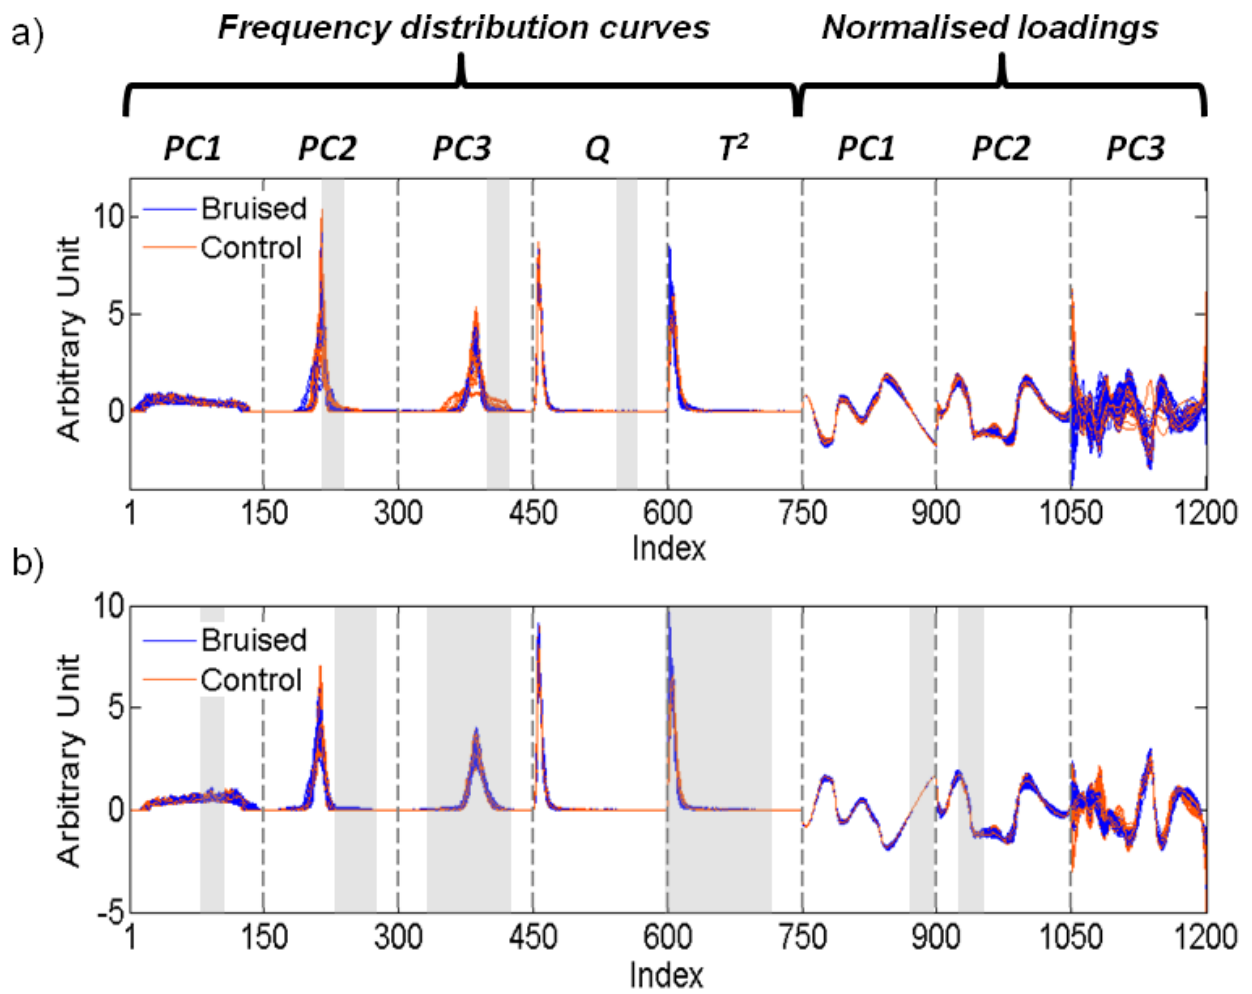 a)
Frequency distribution curves Normalised loadings
PC1 PC2 PC3 Q T² PC1 PC2 PC3
Arbitrary Unit
10
5
0
Bruised
Control
1 150 300 450 600 750 900 1050 1200
Index
b)
Arbitrary Unit
10
5
0
-5
Bruised
Control
1 150 300 450 600 750 900 1050 1200
Index